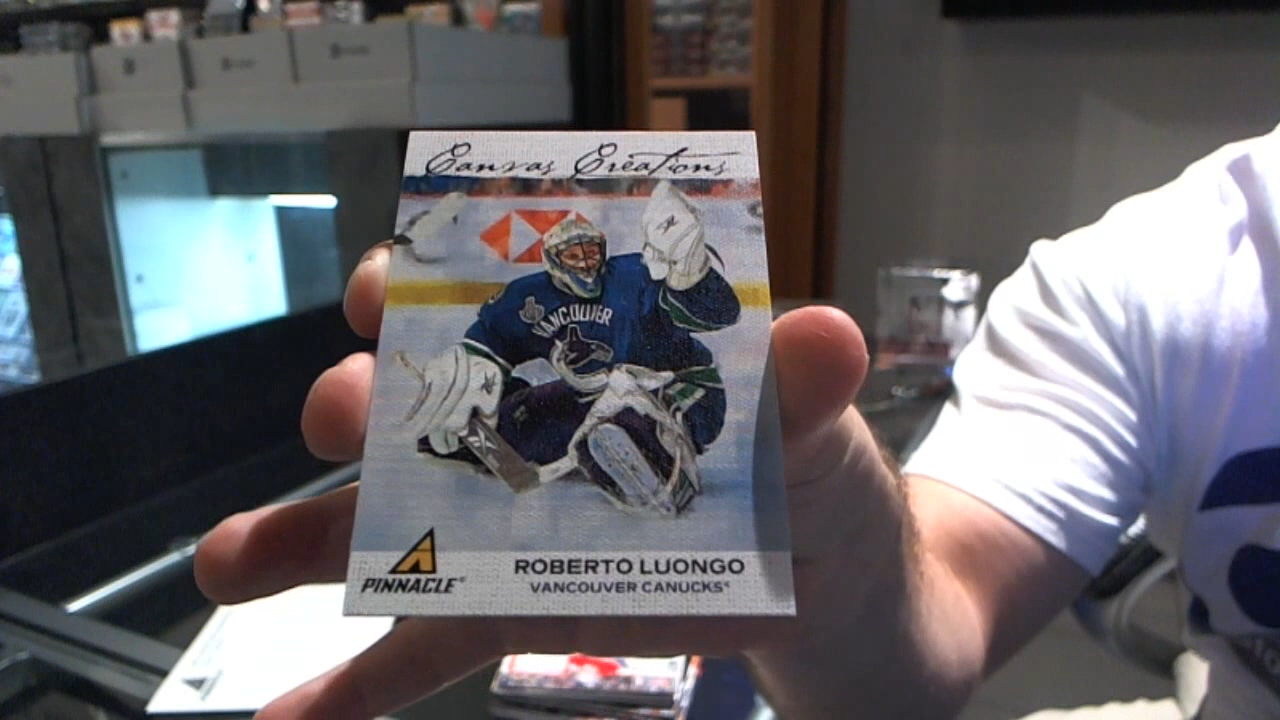 Canvas Creations
VANCOUVER
PINNACLE®
ROBERTO LUONGO
VANCOUVER CANUCKS